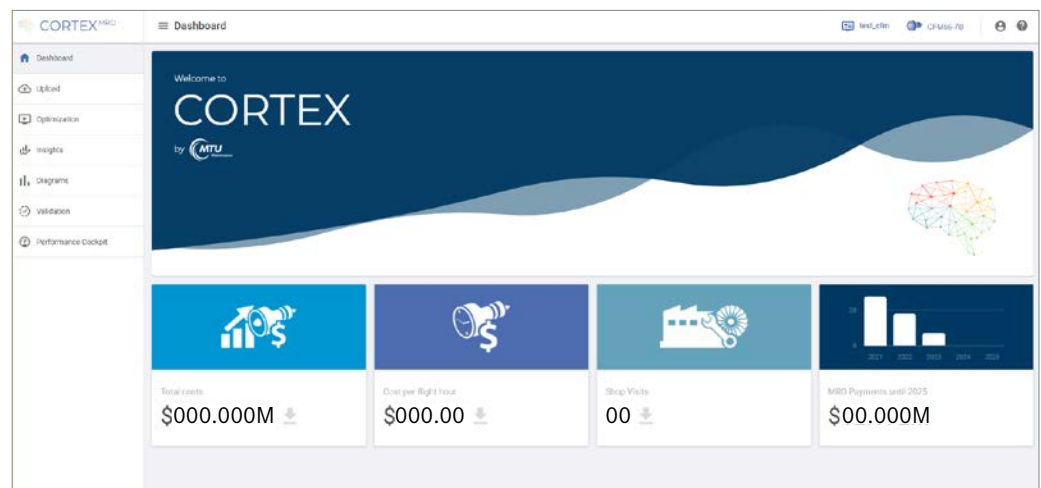 CORTEX MRO
Dashboard
test_cfm
CFM56-7B
Dashboard
Upload
Optimization
Insights
Diagrams
Validation
Performance Cockpit
Welcome to
CORTEX
by MTU
Total costs
$000.000M
Cost per flight hour
$000.00
Shop Visits
00
0
2021 2022 2023 2024 2025
MRO Payments until 2025
$00.000M